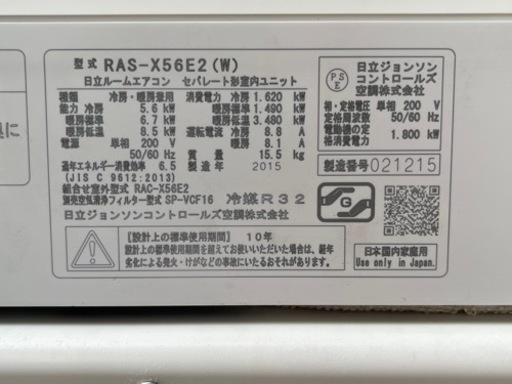 型式 RAS-X56E2(W)
日立ルームエアコン セパレート形室内ユニット
種類 冷房・暖房兼用 消費電力 冷房 1.620 kW
能力 冷房 5.6 kW 暖房標準 1.490 kW
暖房標準 6.7 kW 暖房低温 3.480 kW
暖房低温 8.5 kW 運転電流 冷房 8.8 A
電源 単相 200 V 暖房 8.1 A
50/60 Hz 質量 15.5 kg
通年エネルギー消費効率 6.5 製造年 2015
(JIS C 9612:2013)
組合せ室外型式 RAC-X56E2
別売空気清浄フィルター型式 SP-VCF16 冷媒R32
日立ジョンソンコントロールズ空調株式会社
【設計上の標準使用期間】 10年
設計上の標準使用期間を超えてお使いいただいた場合は、経年
劣化による発火・けがなどの事故にいたるおそれがあります。
PSE
日立ジョンソン
コントロールズ
空調株式会社
相・定格電圧 単相 200 V
定格周波数 50/60 Hz
電動機の定格消費電力 1.800 kW
製造番号 021215
G
日本国内家庭用
Use only in Japan
奥に